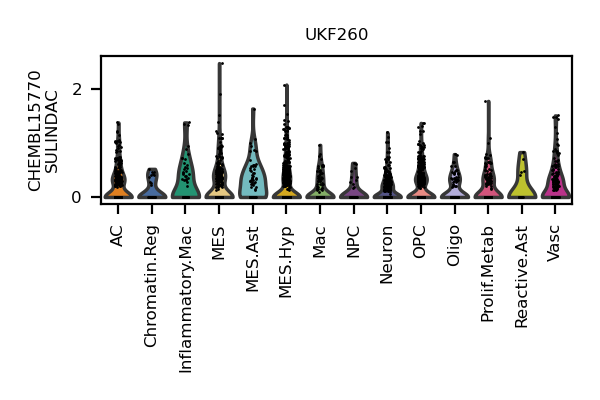 UKF260
CHEMBL15770
SULINDAC
2
0
AC
Chromatin.Reg
Inflammatory.Mac
MES
MES.Ast
MES.Hyp
Mac
NPC
Neuron
OPC
Oligo
Prolif.Metab
Reactive.Ast
Vasc